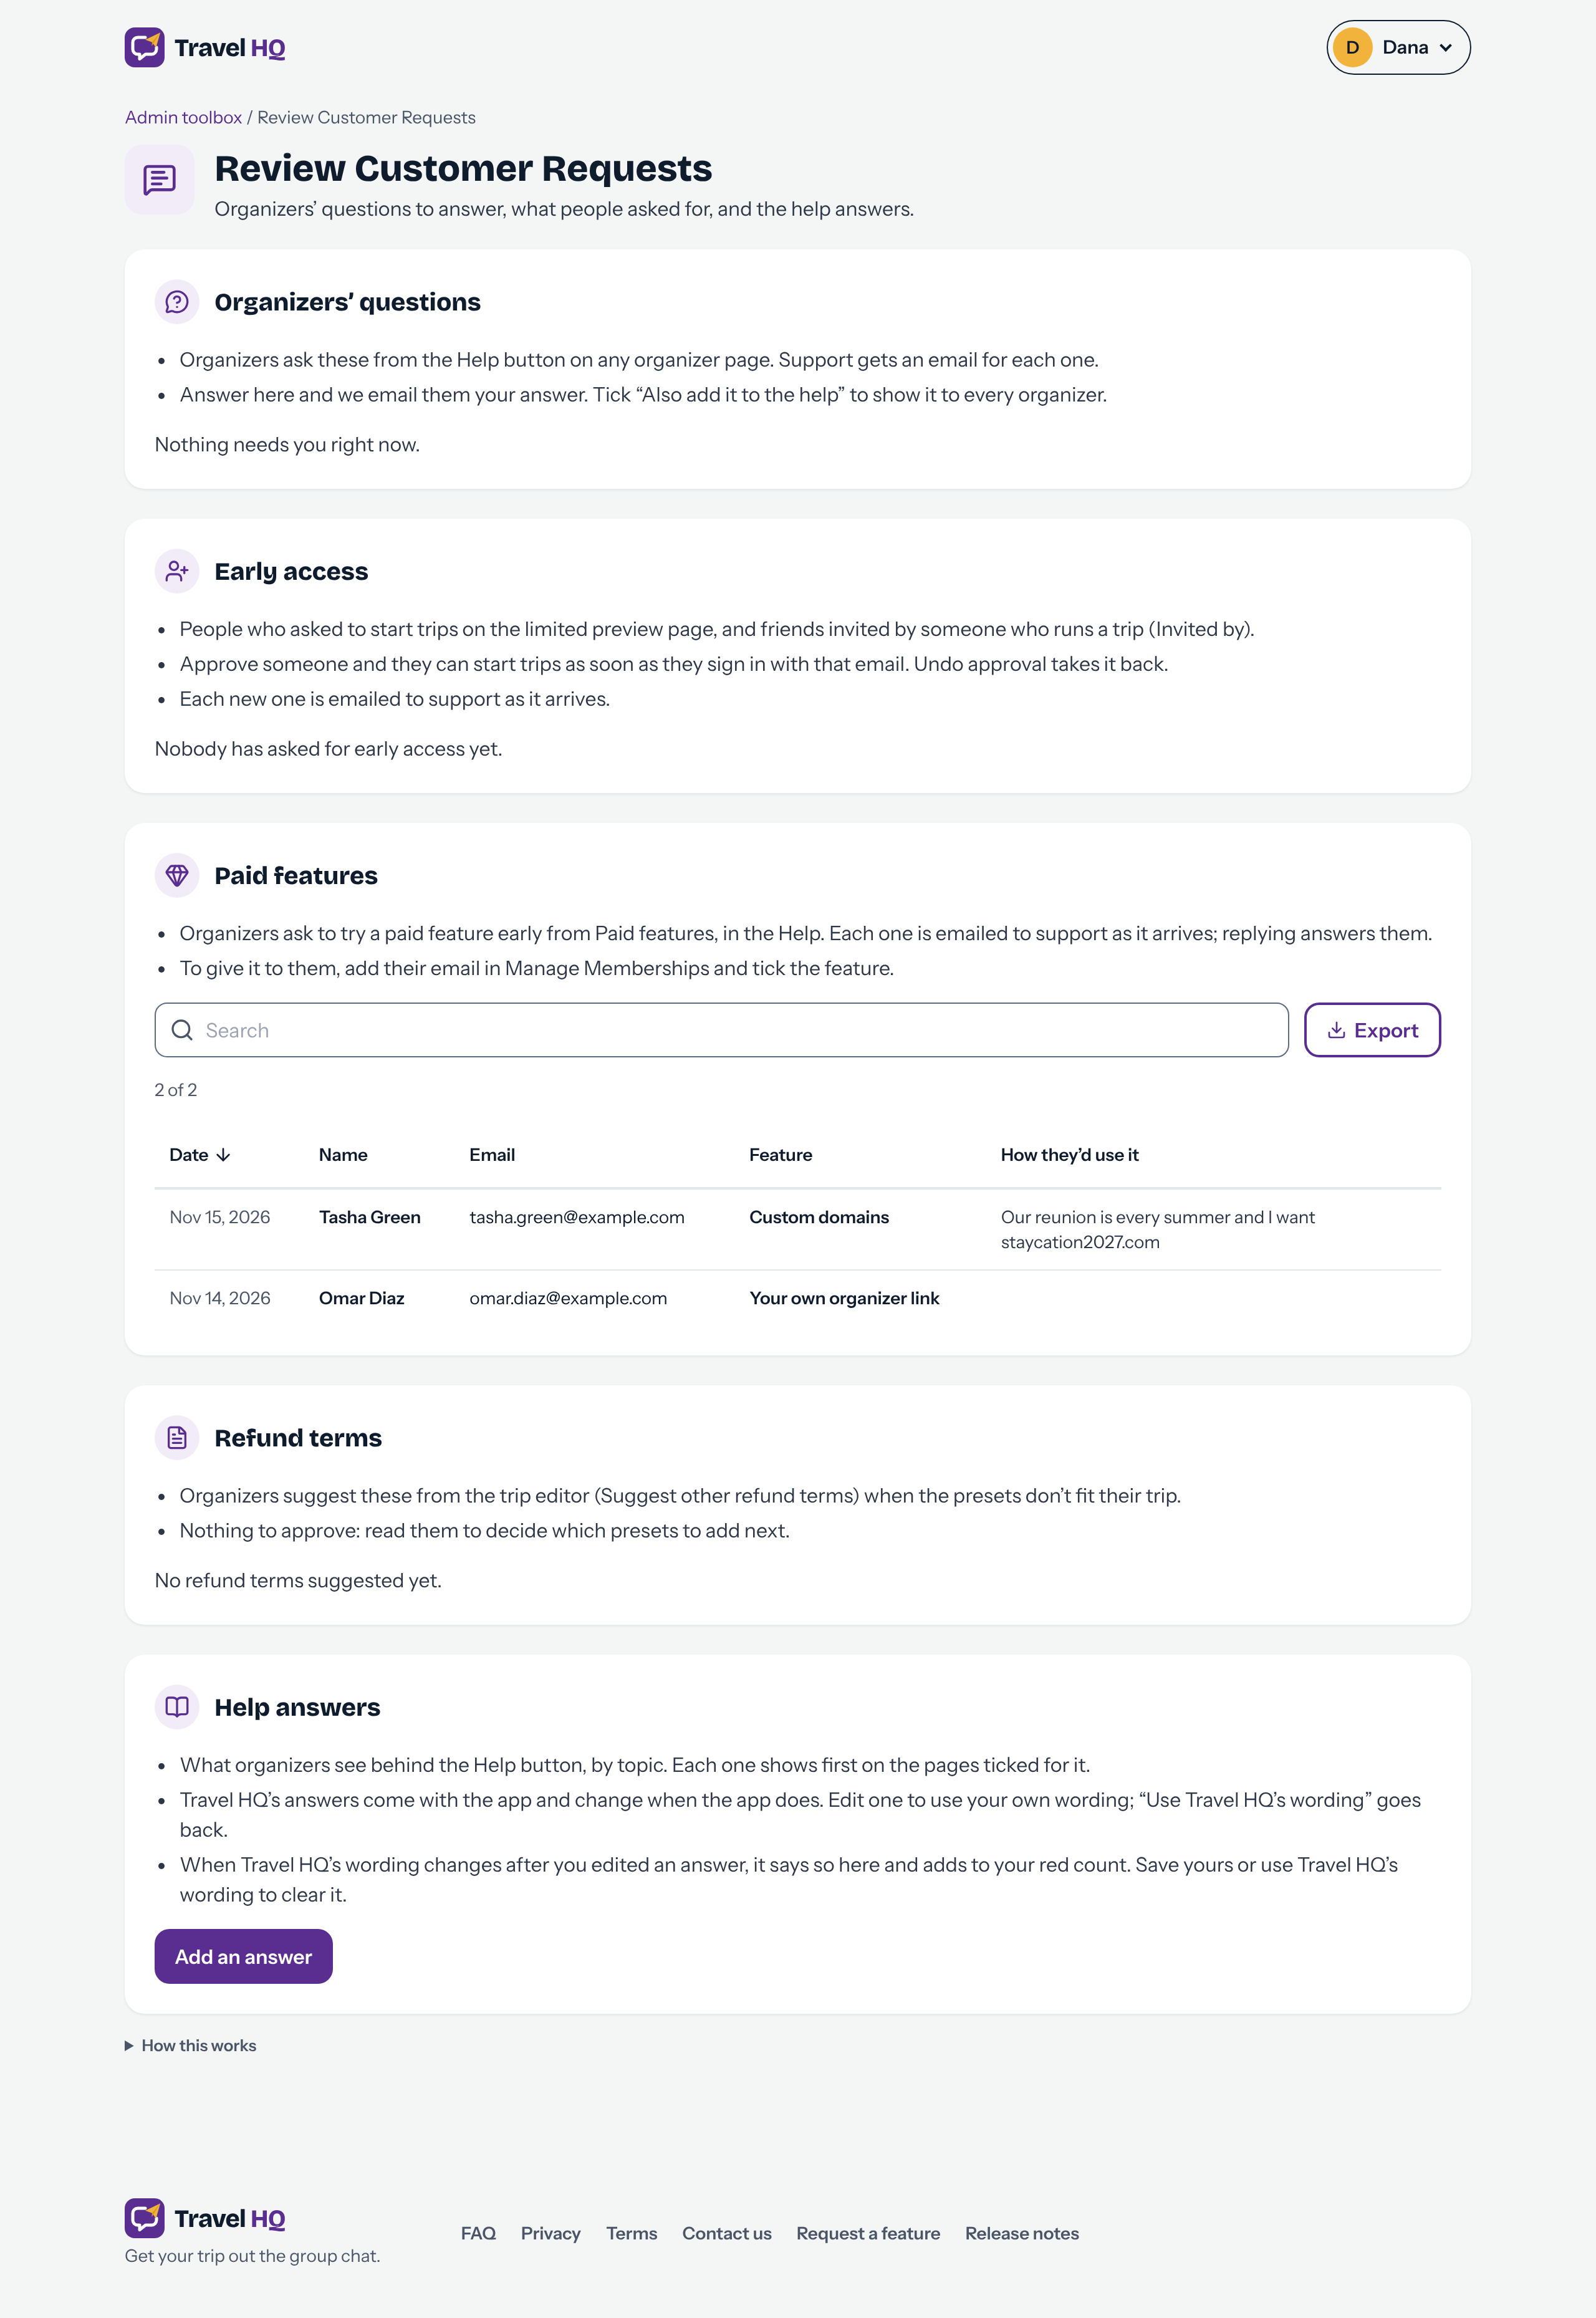 Travel HQ
D Dana
Admin toolbox / Review Customer Requests
Review Customer Requests
Organizers’ questions to answer, what people asked for, and the help answers.
Organizers’ questions
• Organizers ask these from the Help button on any organizer page. Support gets an email for each one.
• Answer here and we email them your answer. Tick “Also add it to the help” to show it to every organizer.
Nothing needs you right now.
Early access
• People who asked to start trips on the limited preview page, and friends invited by someone who runs a trip (Invited by).
• Approve someone and they can start trips as soon as they sign in with that email. Undo approval takes it back.
• Each new one is emailed to support as it arrives.
Nobody has asked for early access yet.
Paid features
• Organizers ask to try a paid feature early from Paid features, in the Help. Each one is emailed to support as it arrives; replying answers them.
• To give it to them, add their email in Manage Memberships and tick the feature.
Search
Export
2 of 2
Date Name Email Feature How they’d use it
Nov 15, 2026 Tasha Green tasha.green@example.com Custom domains Our reunion is every summer and I want
staycation2027.com
Nov 14, 2026 Omar Diaz omar.diaz@example.com Your own organizer link
Refund terms
• Organizers suggest these from the trip editor (Suggest other refund terms) when the presets don’t fit their trip.
• Nothing to approve: read them to decide which presets to add next.
No refund terms suggested yet.
Help answers
• What organizers see behind the Help button, by topic. Each one shows first on the pages ticked for it.
• Travel HQ’s answers come with the app and change when the app does. Edit one to use your own wording; “Use Travel HQ’s wording” goes
back.
• When Travel HQ’s wording changes after you edited an answer, it says so here and adds to your red count. Save yours or use Travel HQ’s
wording to clear it.
Add an answer
How this works
Travel HQ
Get your trip out the group chat.
FAQ Privacy Terms Contact us Request a feature Release notes